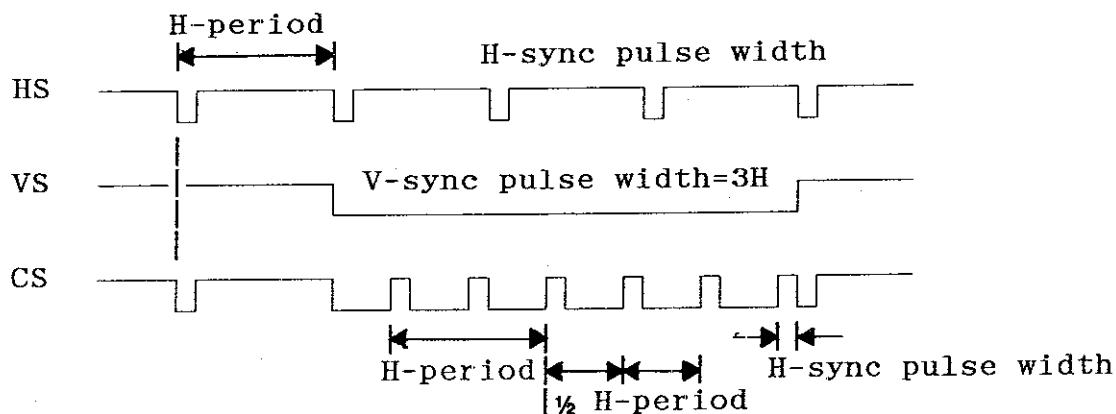 H-period
H-sync pulse width
HS
VS
V-sync pulse width=3H
CS
H-period
H-sync pulse width
½ H-period